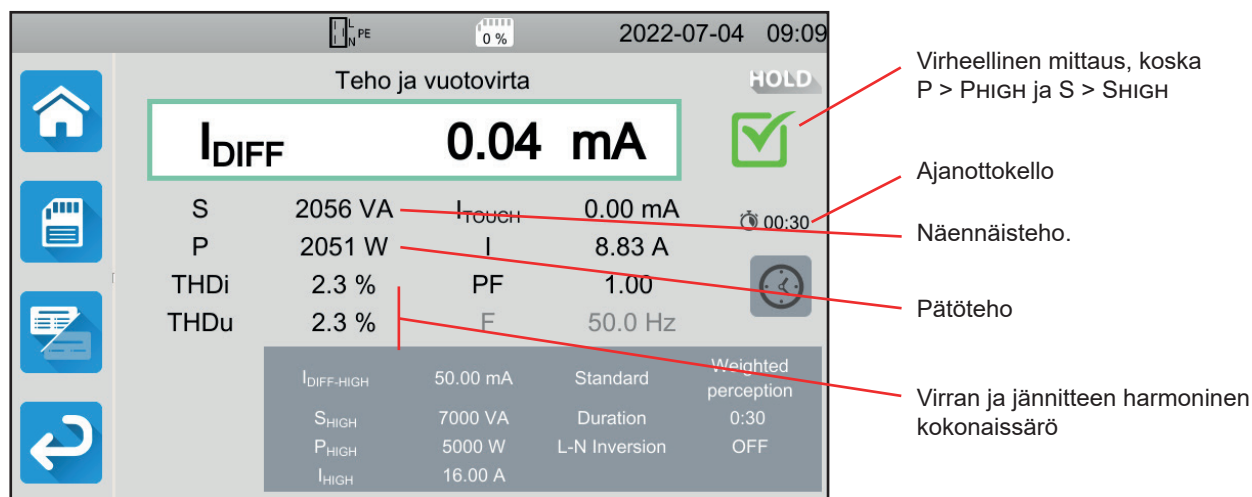 L
N PE
0 %
2022-07-04 09:09
Teho ja vuotovirta
HOLD
IDIFF 0.04 mA
S 2056 VA ITOUCH 0.00 mA
00:30
P 2051 W I 8.83 A
THDi 2.3 % PF 1.00
THDu 2.3 % F 50.0 Hz
IDIFF-HIGH 50.00 mA Standard Weighted perception
SHIGH 7000 VA Duration 0:30
PHIGH 5000 W L-N Inversion OFF
IHIGH 16.00 A
Virheellinen mittaus, koska
P > PHIGH ja S > SHIGH
Ajanottokello
Näennäisteho.
Pätöteho
Virran ja jännitteen harmoninen
kokonaissärö